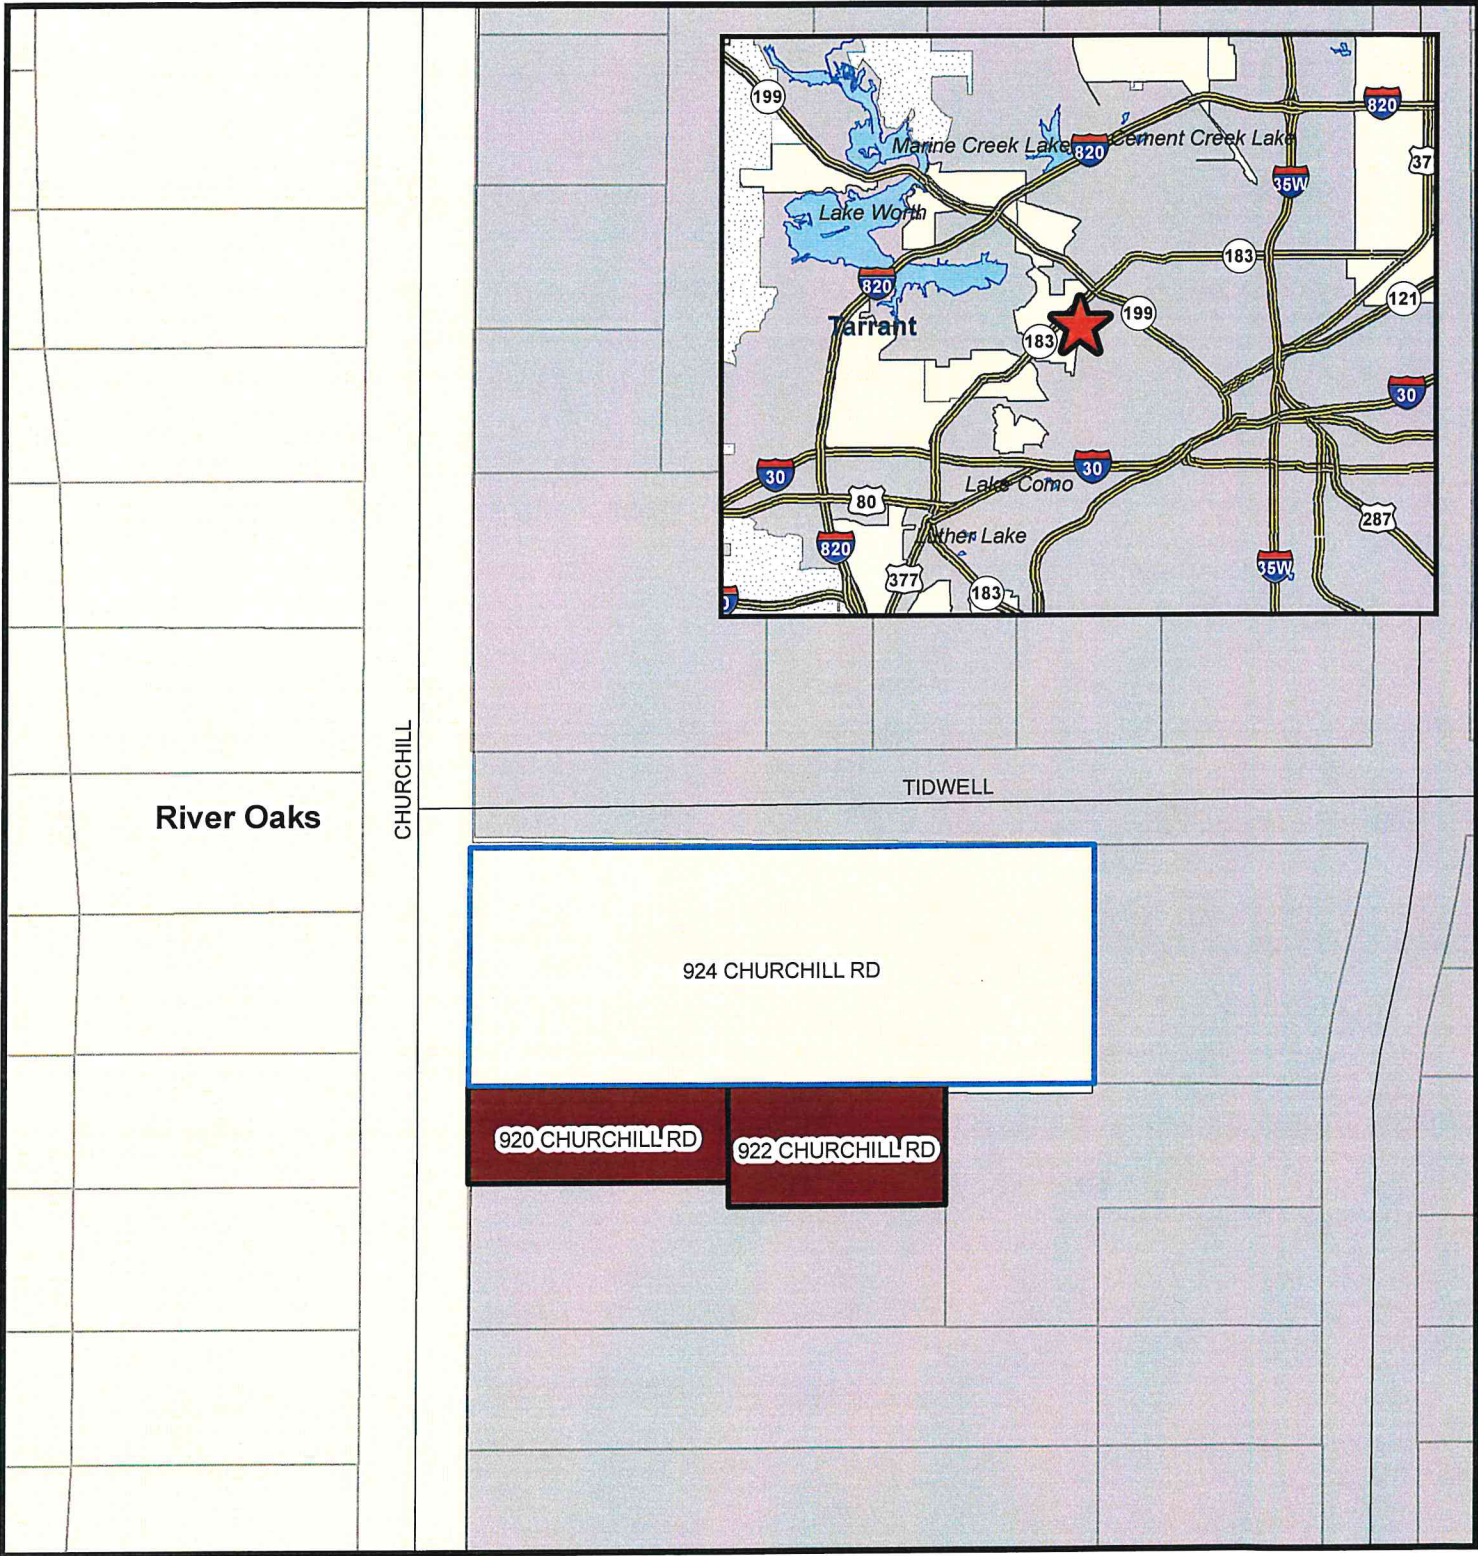 199
820
Marine Creek Lake
820
Cement Creek Lake
37
35W
Lake Worth
183
820
121
199
Tarrant
183
30
30
30
Lake Como
80
287
Luther Lake
820
35W
377
183
CHURCHILL
TIDWELL
River Oaks
924 CHURCHILL RD
920 CHURCHILL RD
922 CHURCHILL RD